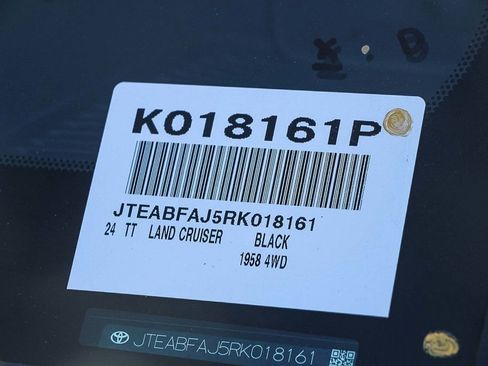 K018161P
JTEABFAJ5RK018161
24 TT LAND CRUISER BLACK
1958 4WD
JTEABFAJ5RK018161